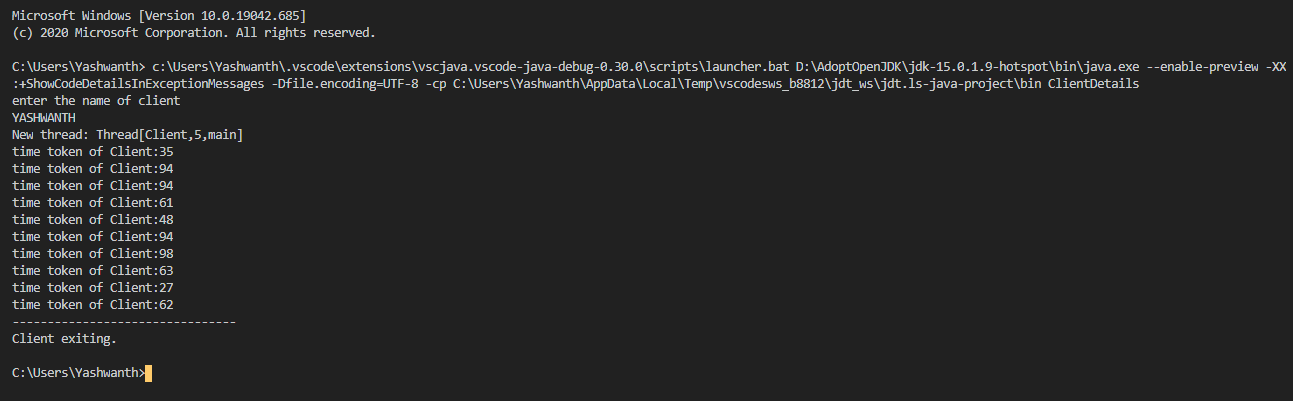 Microsoft Windows [Version 10.0.19042.685]
(c) 2020 Microsoft Corporation. All rights reserved.
C:\Users\Yashwanth> c:\Users\Yashwanth\.vscode\extensions\vscjava.vscode-java-debug-0.30.0\scripts\launcher.bat D:\AdoptOpenJDK\jdk-15.0.1.9-hotspot\bin\java.exe --enable-preview -XX
:+ShowCodeDetailsInExceptionMessages -Dfile.encoding=UTF-8 -cp C:\Users\Yashwanth\AppData\Local\Temp\vscodesws_b8812\jdt_ws\jdt.ls-java-project\bin ClientDetails
enter the name of client
YASHWANTH
New thread: Thread[Client,5,main]
time token of Client:35
time token of Client:94
time token of Client:94
time token of Client:61
time token of Client:48
time token of Client:94
time token of Client:98
time token of Client:63
time token of Client:27
time token of Client:62
--------------------------------
Client exiting.
C:\Users\Yashwanth>